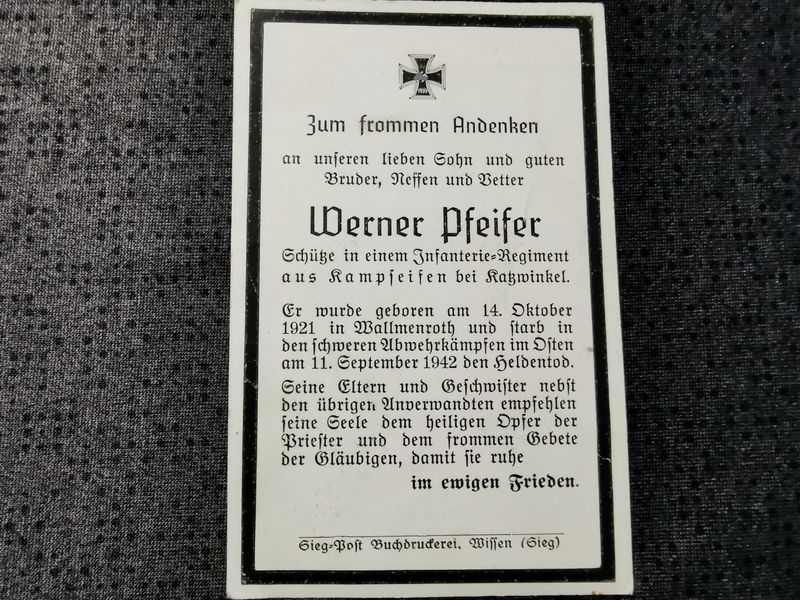 1939
Zum frommen Andenken
an unseren lieben Sohn und guten
Bruder, Neffen und Vetter
Werner Pfeifer
Schütze in einem Infanterie-Regiment
aus Kampseifen bei Katzwinkel.
Er wurde geboren am 14. Oktober
1921 in Wallmenroth und starb in
den schweren Abwehrkämpfen im Osten
am 11. September 1942 den Heldentod.
Seine Eltern und Geschwister nebst
den übrigen Anverwandten empfehlen
seine Seele dem heiligen Opfer der
Priester und dem frommen Gebete
der Gläubigen, damit sie ruhe
im ewigen Frieden.
Sieg-Post Buchdruckerei, Wissen (Sieg)